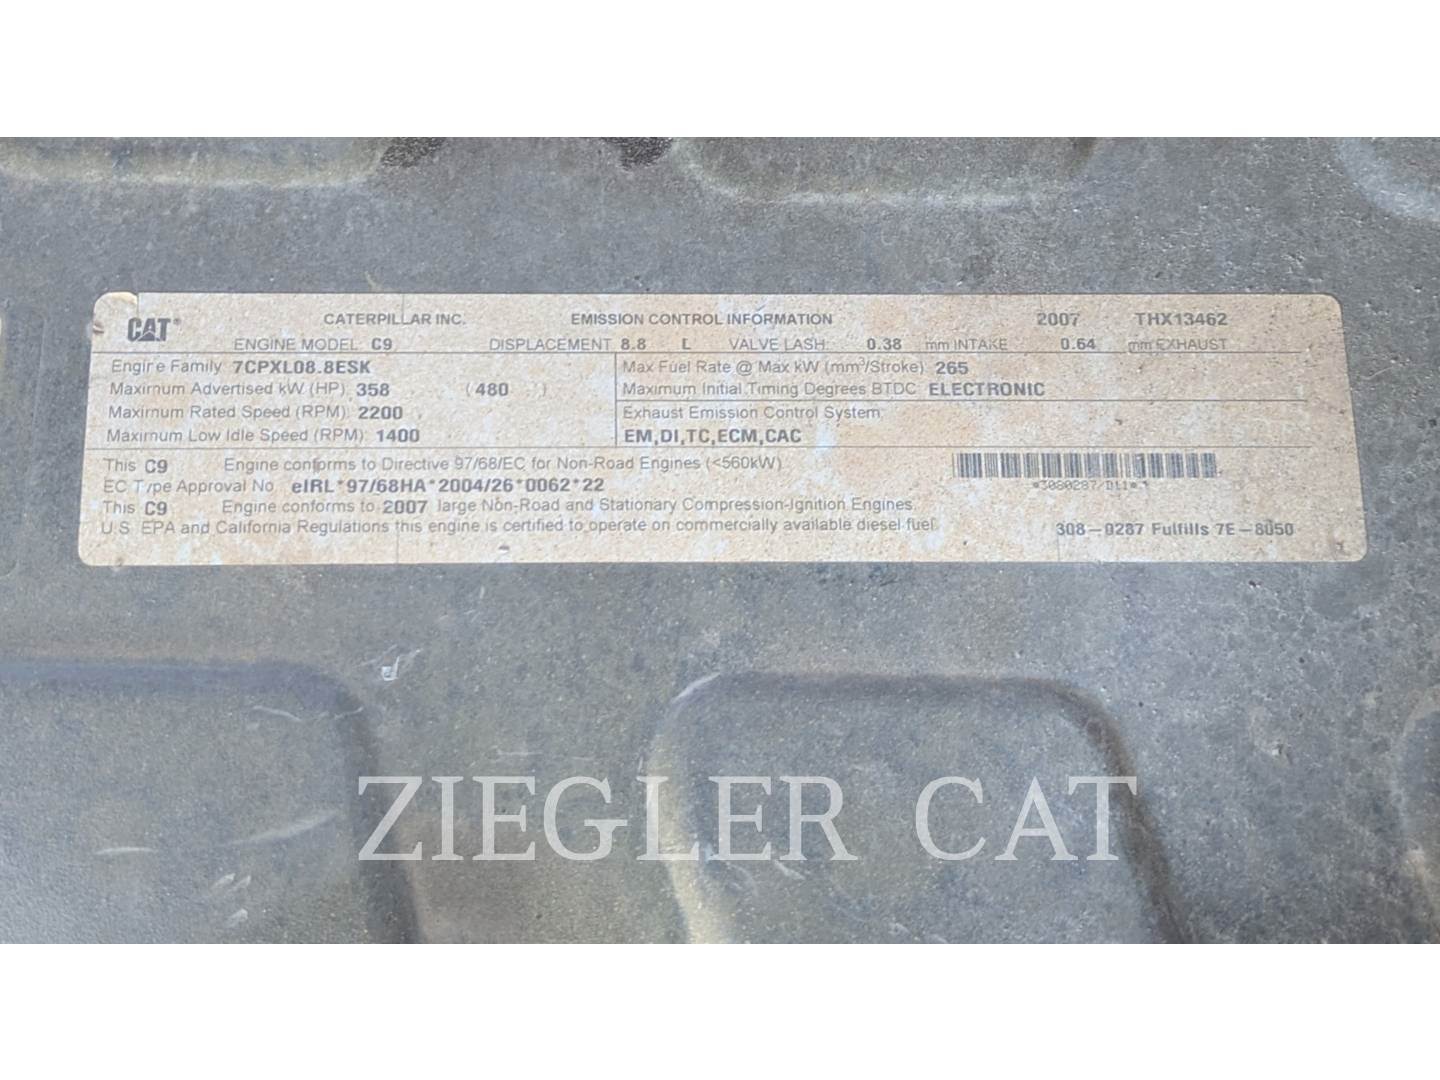 CAT® CATERPILLAR INC. EMISSION CONTROL INFORMATION 2007 THX13462
ENGINE MODEL C9 DISPLACEMENT 8.8 L VALVE LASH: 0.38 mm INTAKE 0.64 mm EXHAUST
Engine Family 7CPXL08.8ESK Max Fuel Rate @ Max kW (mm³/Stroke) 265
Maximum Advertised kW (HP) 358 (480) Maximum Initial Timing Degrees BTDC ELECTRONIC
Maximum Rated Speed (RPM) 2200 Exhaust Emission Control System:
Maximum Low Idle Speed (RPM) 1400 EM,DI,TC,ECM,CAC
This C9 Engine conforms to Directive 97/68/EC for Non-Road Engines (<560kW)
EC Type Approval No. eIRL*97/68HA*2004/26*0062*22 *3080287/D11*
This C9 Engine conforms to 2007 large Non-Road and Stationary Compression-Ignition Engines.
U.S. EPA and California Regulations this engine is certified to operate on commercially available diesel fuel. 308-0287 Fulfills 7E-8050
ZIEGLER CAT